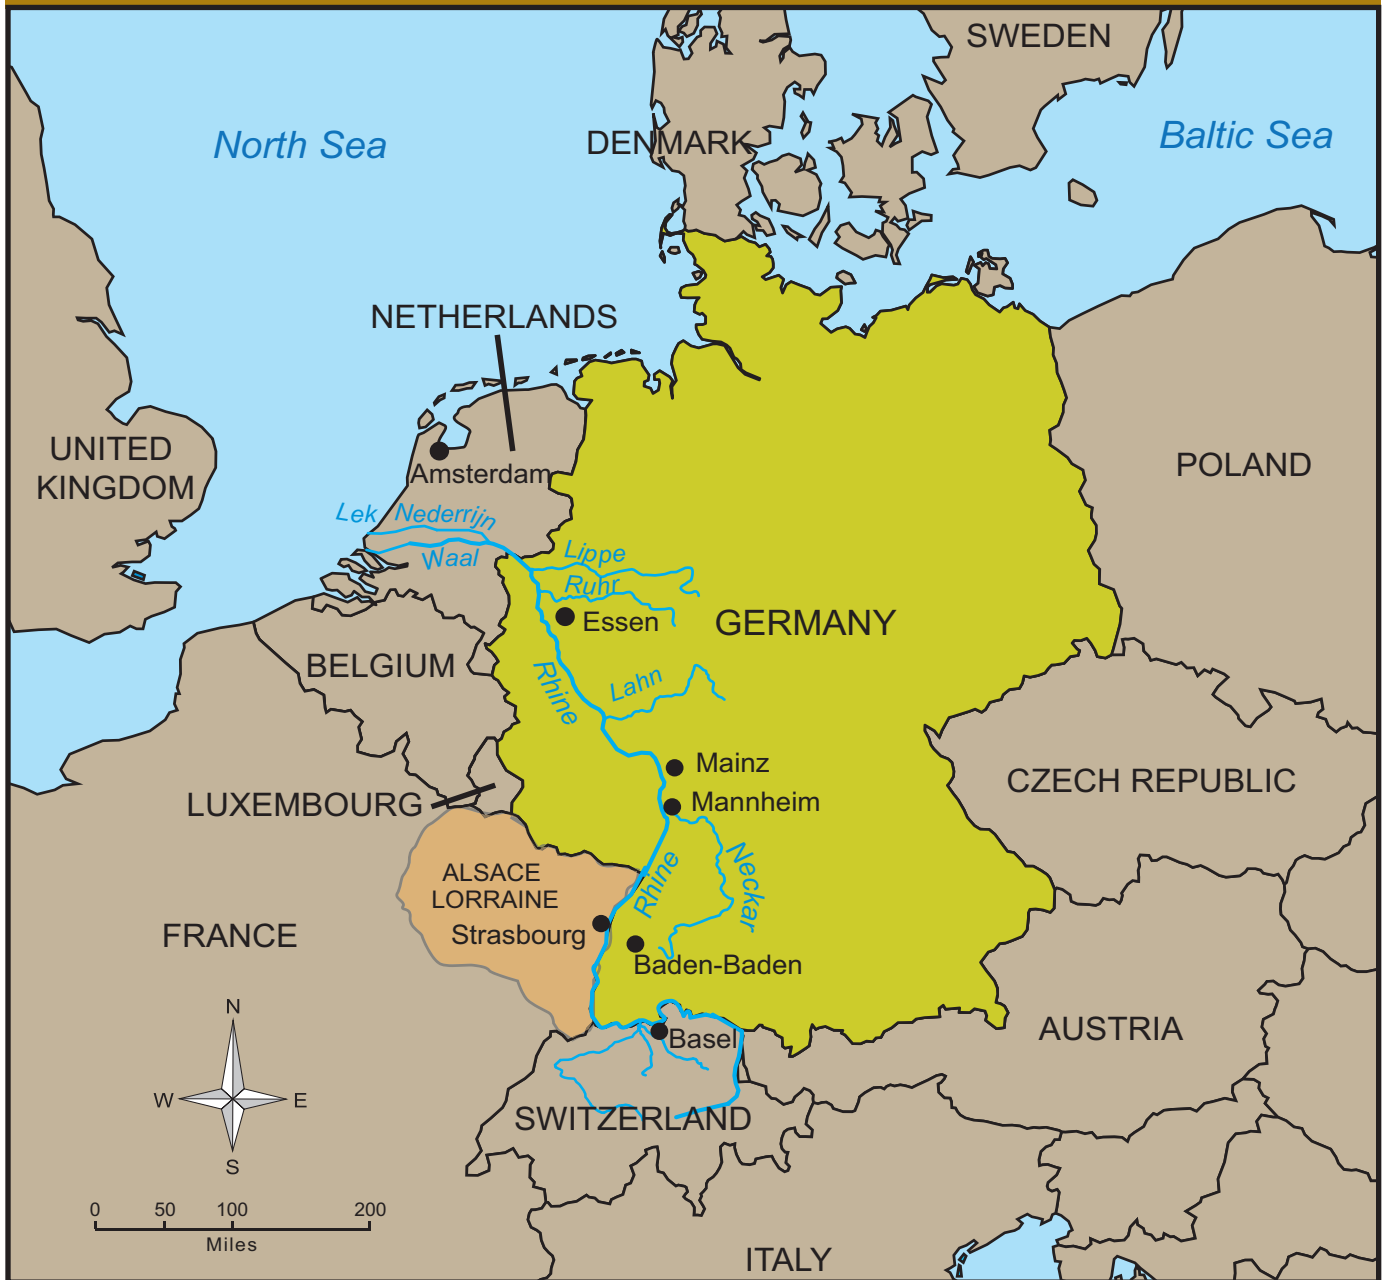 SWEDEN
North Sea
DENMARK
Baltic Sea
NETHERLANDS
UNITED
KINGDOM
POLAND
Amsterdam
Lek
Nederrijn
Waal
Lippe
Ruhr
Essen
GERMANY
BELGIUM
Rhine
Lahn
Mainz
CZECH REPUBLIC
LUXEMBOURG
Mannheim
ALSACE
LORRAINE
Rhine
Neckar
FRANCE
Strasbourg
Baden-Baden
N
W
E
S
Basel
AUSTRIA
SWITZERLAND
0 50 100 200
Miles
ITALY